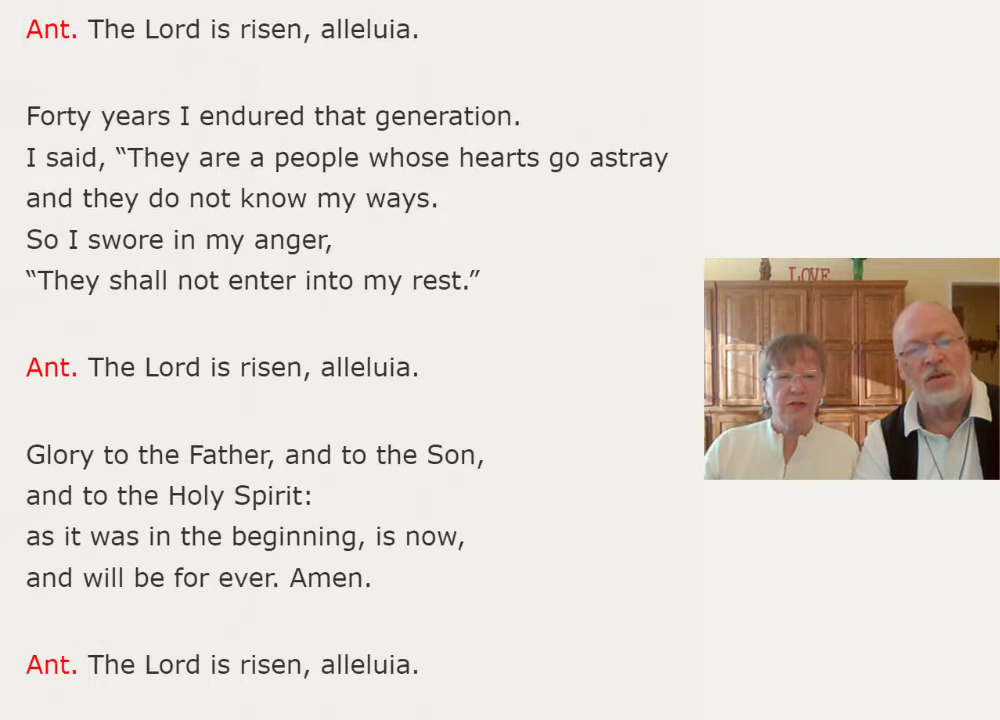 Ant. The Lord is risen, alleluia.
Forty years I endured that generation.
I said, “They are a people whose hearts go astray
and they do not know my ways.
So I swore in my anger,
“They shall not enter into my rest.”
LOVE
Ant. The Lord is risen, alleluia.
Glory to the Father, and to the Son,
and to the Holy Spirit:
as it was in the beginning, is now,
and will be for ever. Amen.
Ant. The Lord is risen, alleluia.